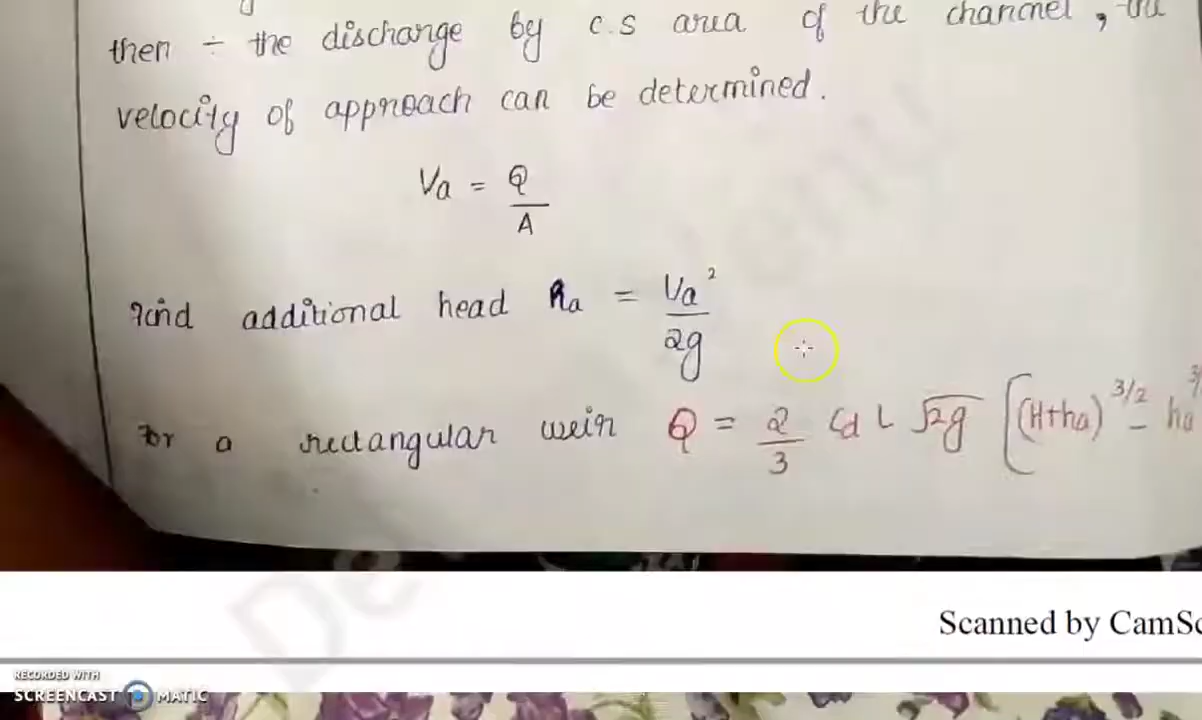 then ÷ the discharge by c.s area of the channel, the
velocity of approach can be determined.
Va = Q/A
And additional head ha = Va²/2g
For a rectangular weir Q = 2/3 Cd L √2g [(H+ha)^3/2 - ha
Scanned by CamSc
RECORDED WITH
SCREENCAST MATIC